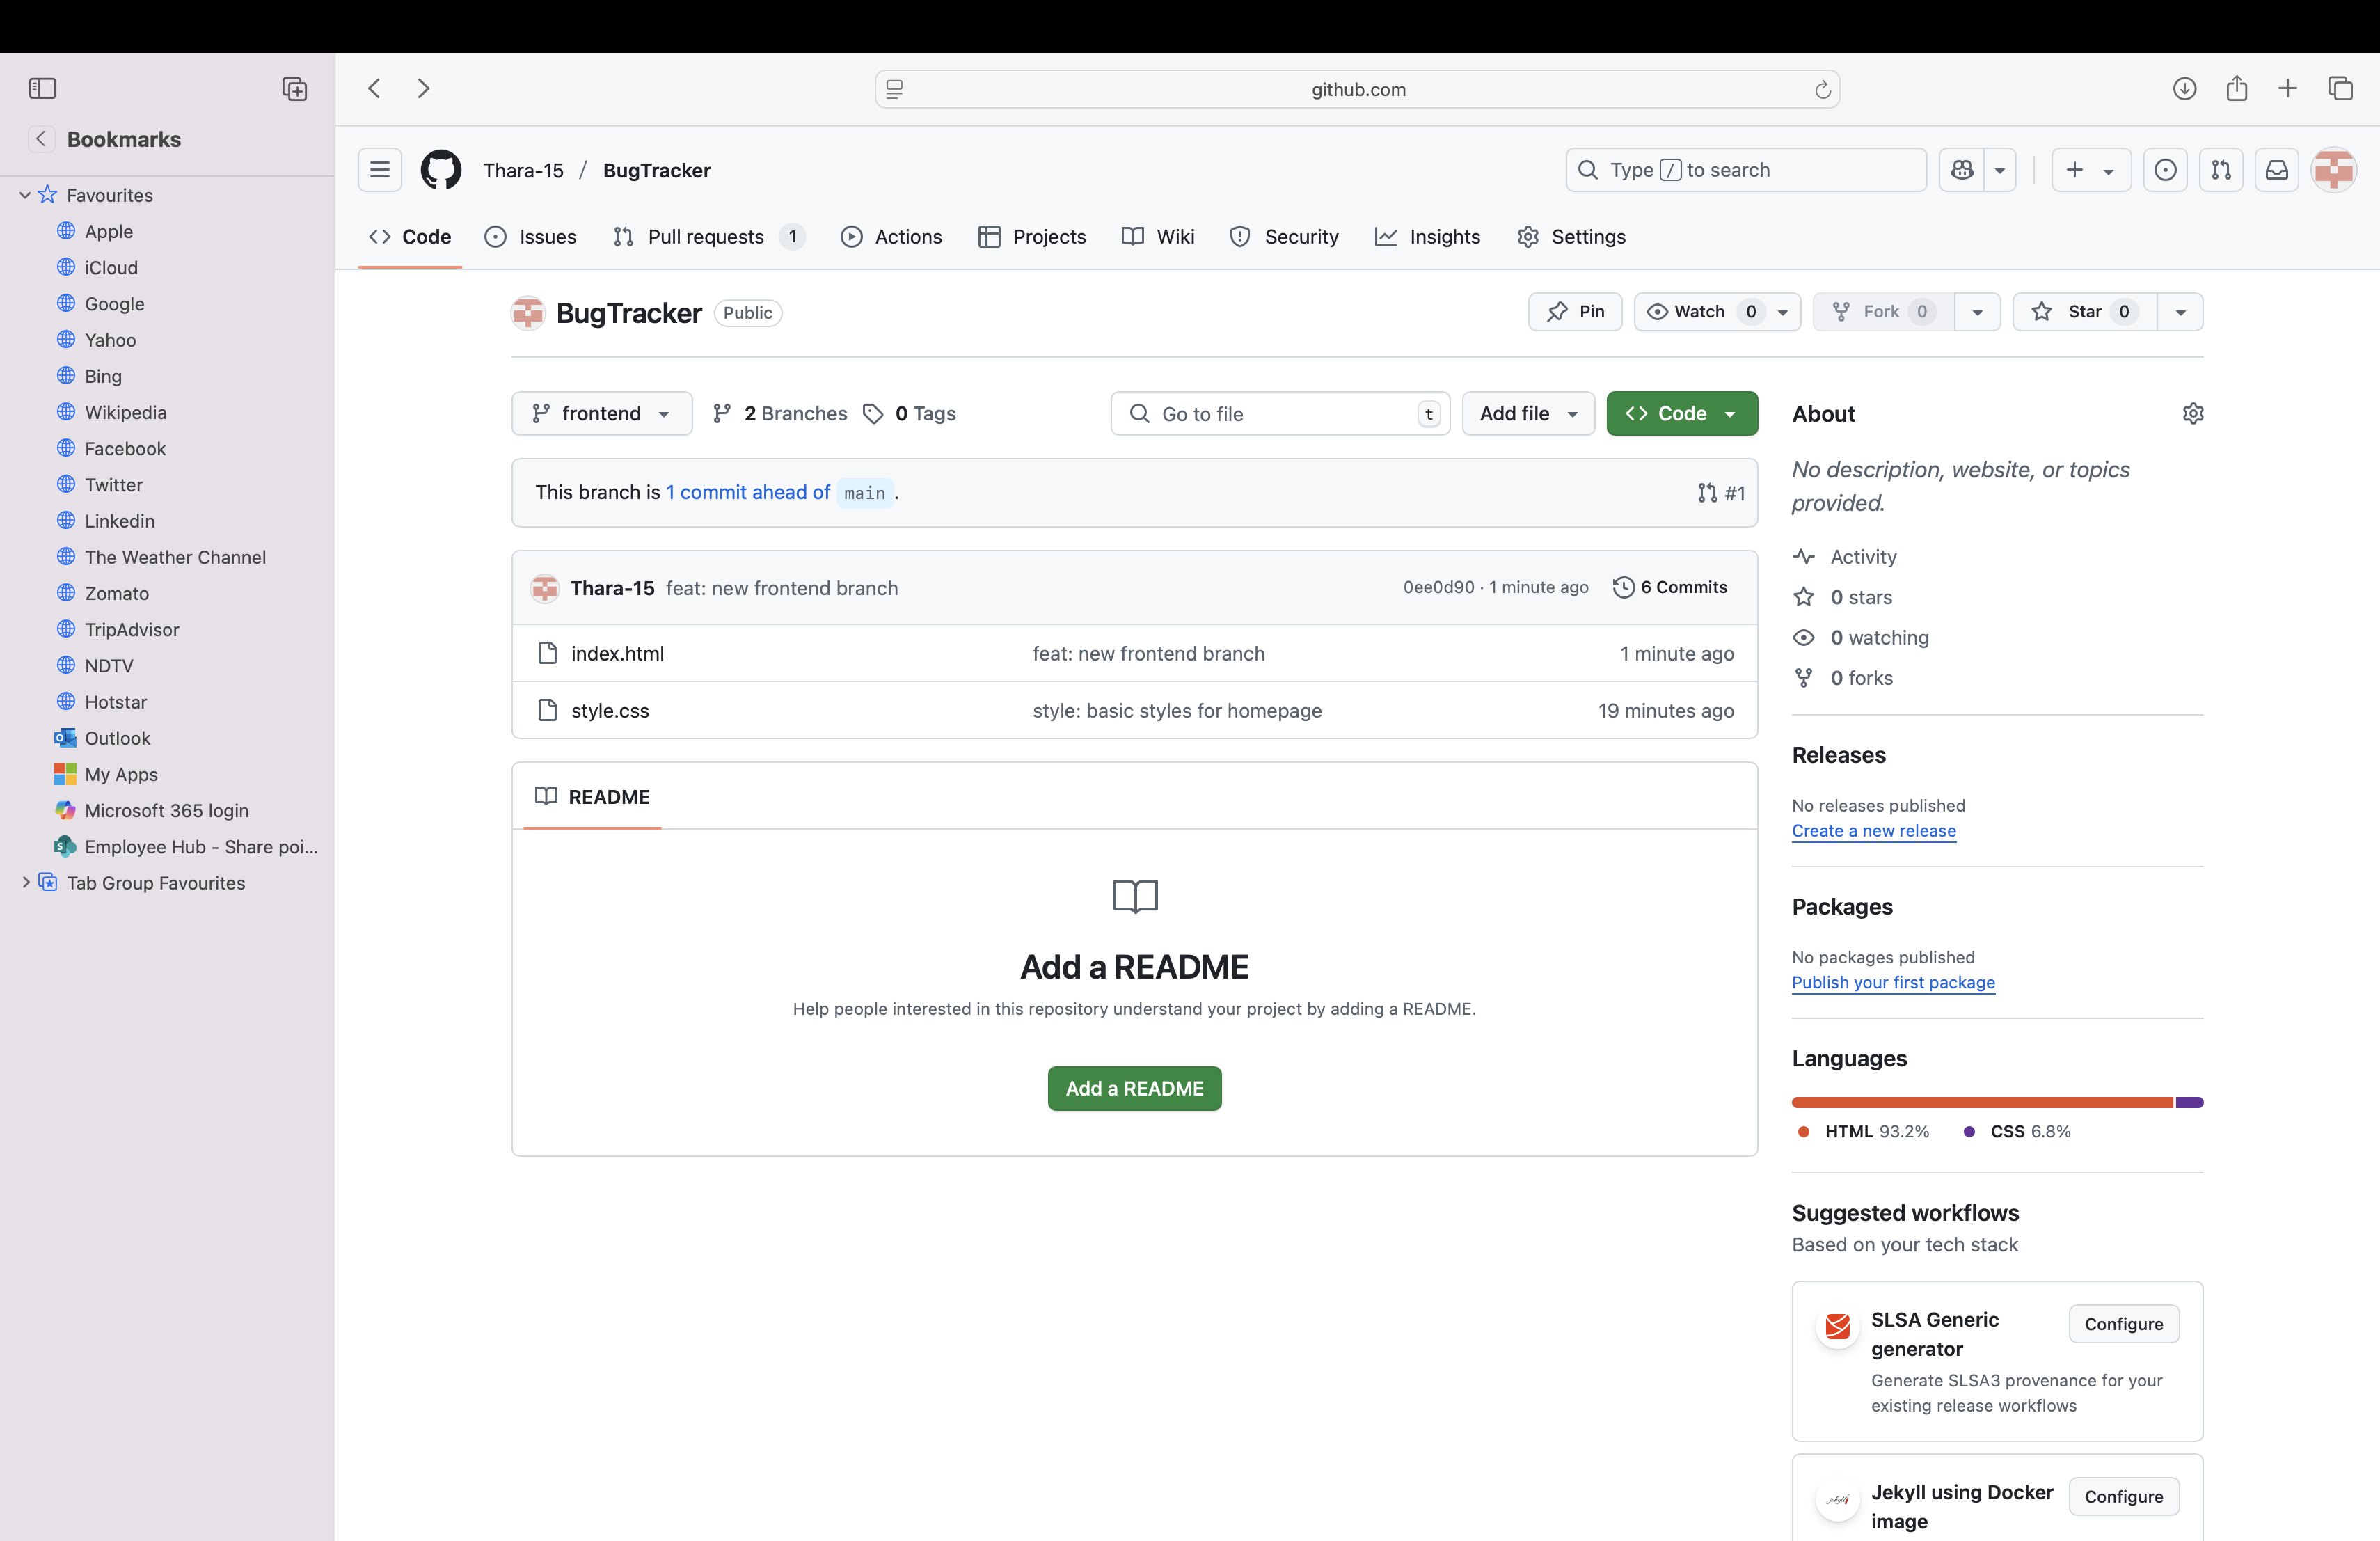 Bookmarks
Favourites
Apple
iCloud
Google
Yahoo
Bing
Wikipedia
Facebook
Twitter
Linkedin
The Weather Channel
Zomato
TripAdvisor
NDTV
Hotstar
Outlook
My Apps
Microsoft 365 login
Employee Hub - Share poi...
Tab Group Favourites
github.com
Thara-15 / BugTracker
Type / to search
Code
Issues
Pull requests 1
Actions
Projects
Wiki
Security
Insights
Settings
BugTracker Public
Pin
Watch 0
Fork 0
Star 0
frontend
2 Branches
0 Tags
Go to file t
Add file
Code
This branch is 1 commit ahead of main .
#1
Thara-15 feat: new frontend branch 0ee0d90 · 1 minute ago 6 Commits
index.html feat: new frontend branch 1 minute ago
style.css style: basic styles for homepage 19 minutes ago
README
Add a README
Help people interested in this repository understand your project by adding a README.
Add a README
About
No description, website, or topics
provided.
Activity
0 stars
0 watching
0 forks
Releases
No releases published
Create a new release
Packages
No packages published
Publish your first package
Languages
HTML 93.2% CSS 6.8%
Suggested workflows
Based on your tech stack
SLSA Generic
generator
Configure
Generate SLSA3 provenance for your
existing release workflows
jekyll
Jekyll using Docker
image
Configure